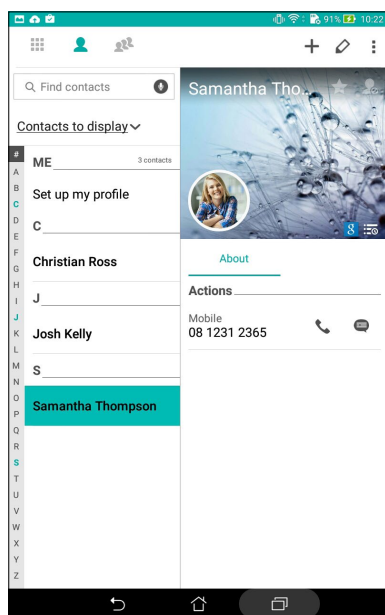 91% 10:22
Find contacts
Samantha Tho...
Contacts to display
#
A
B
C
D
E
F
G
H
I
J
K
L
M
N
O
P
Q
R
S
T
U
V
W
X
Y
Z
ME 3 contacts
Set up my profile
C
Christian Ross
J
Josh Kelly
S
Samantha Thompson
8
About
Actions
Mobile
08 1231 2365